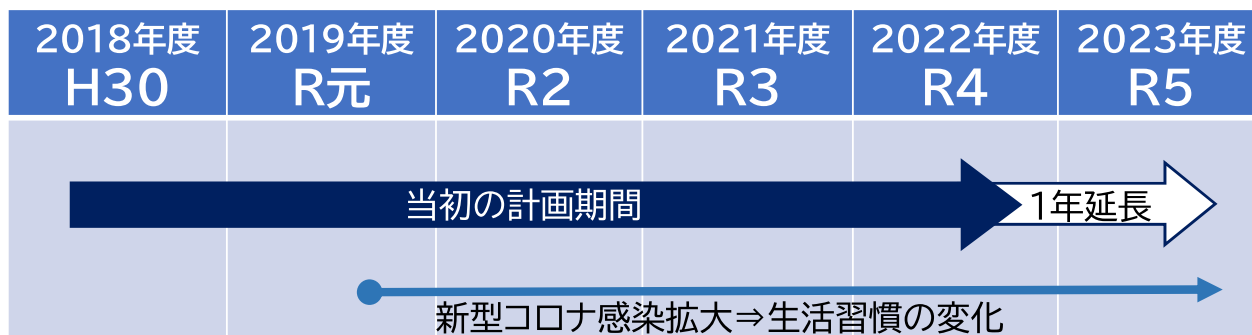 2018年度 2019年度 2020年度 2021年度 2022年度 2023年度
H30 R元 R2 R3 R4 R5
当初の計画期間 1年延長
新型コロナ感染拡大⇒生活習慣の変化